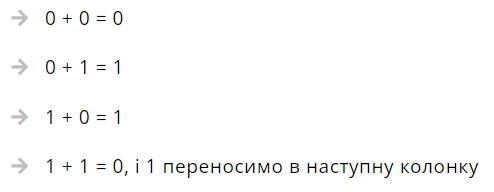 → 0 + 0 = 0
→ 0 + 1 = 1
→ 1 + 0 = 1
→ 1 + 1 = 0, і 1 переносимо в наступну колонку